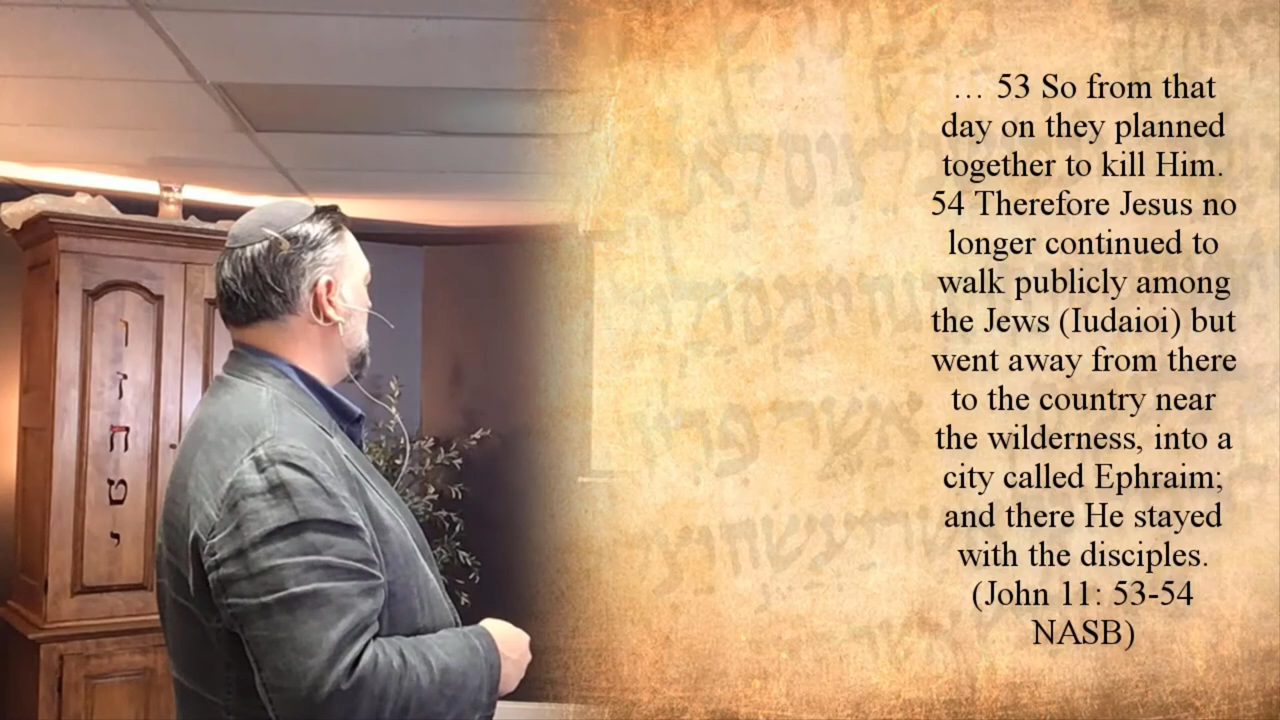 ו
ז
ח
ט
י
… 53 So from that
day on they planned
together to kill Him.
54 Therefore Jesus no
longer continued to
walk publicly among
the Jews (Iudaioi) but
went away from there
to the country near
the wilderness, into a
city called Ephraim;
and there He stayed
with the disciples.
(John 11: 53-54
NASB)